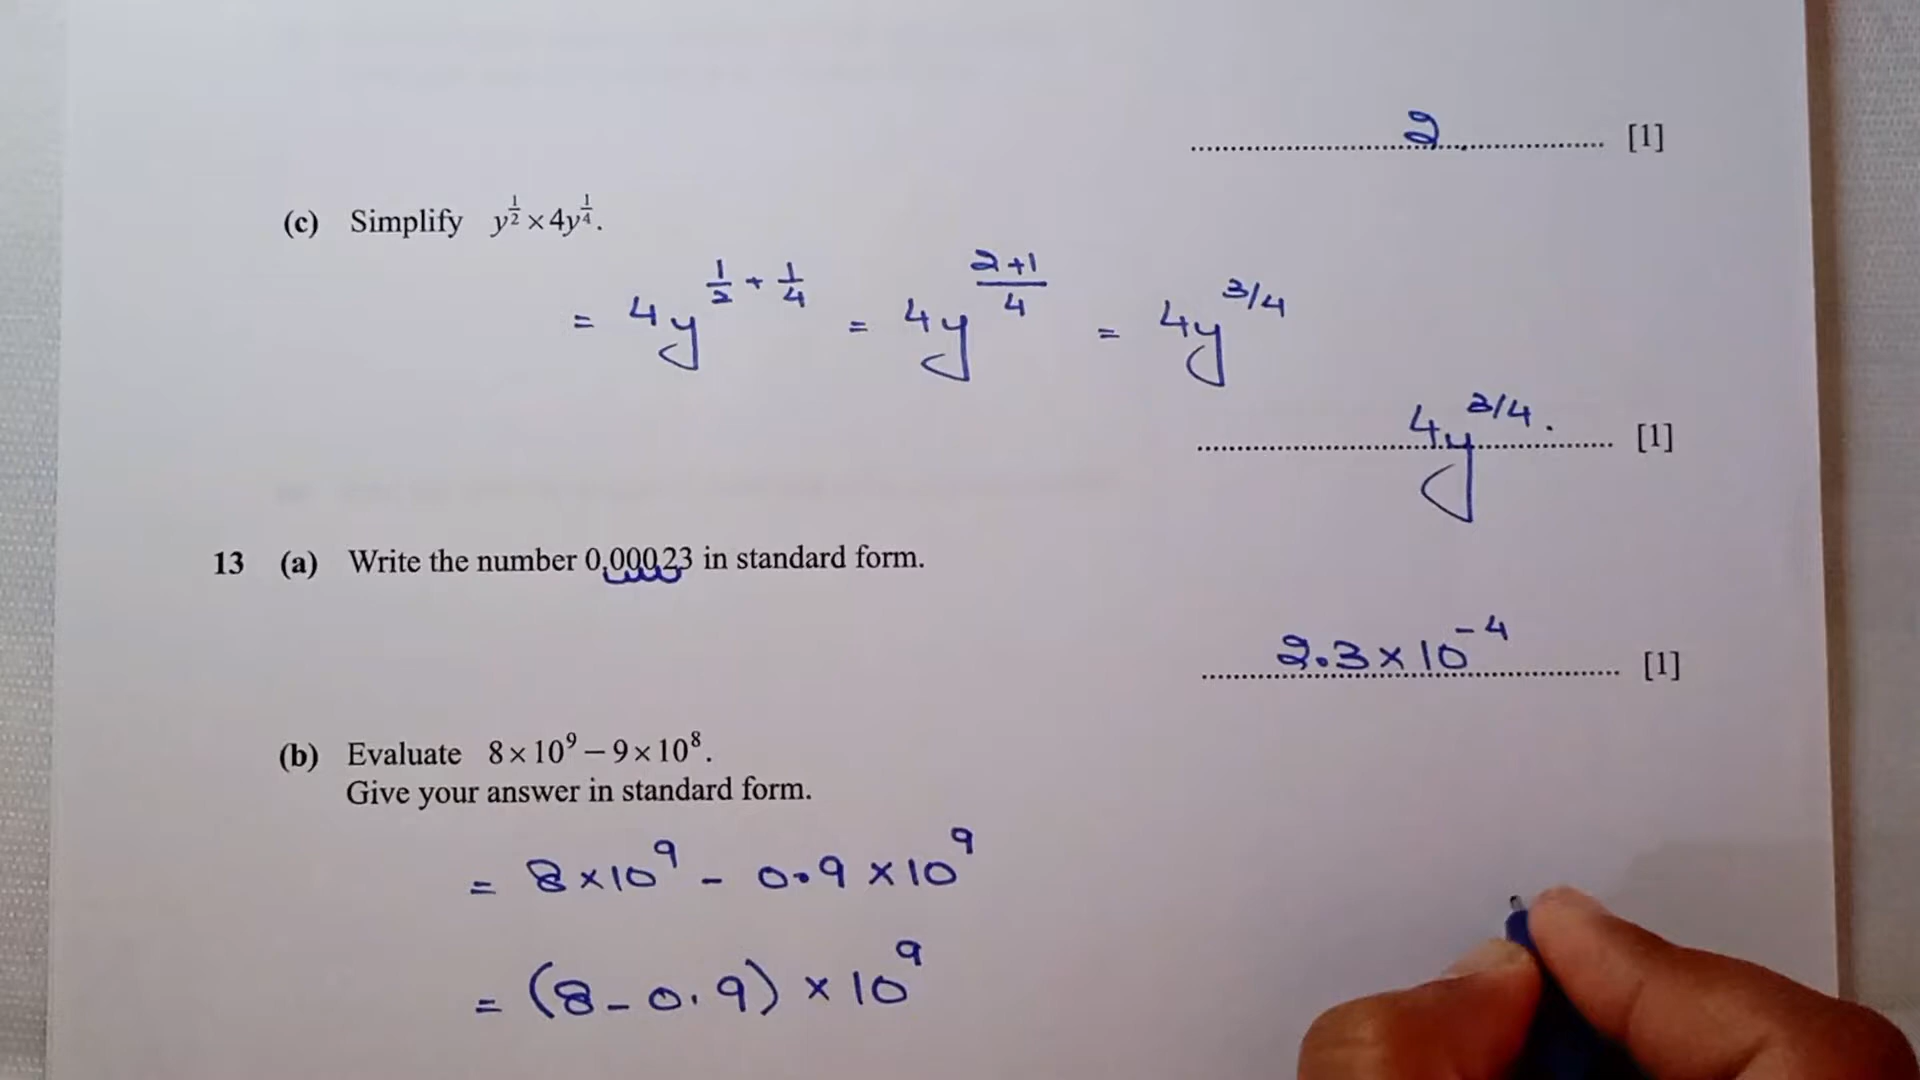 2 [1]
(c) Simplify y^{1/2} × 4y^{1/4}.
= 4y^{1/2 + 1/4} = 4y^{(2+1)/4} = 4y^{3/4}
4y^{3/4}. [1]
13 (a) Write the number 0.00023 in standard form.
2.3 × 10^{-4} [1]
(b) Evaluate 8 × 10^9 − 9 × 10^8.
Give your answer in standard form.
= 8 × 10^9 - 0.9 × 10^9
= (8 - 0.9) × 10^9